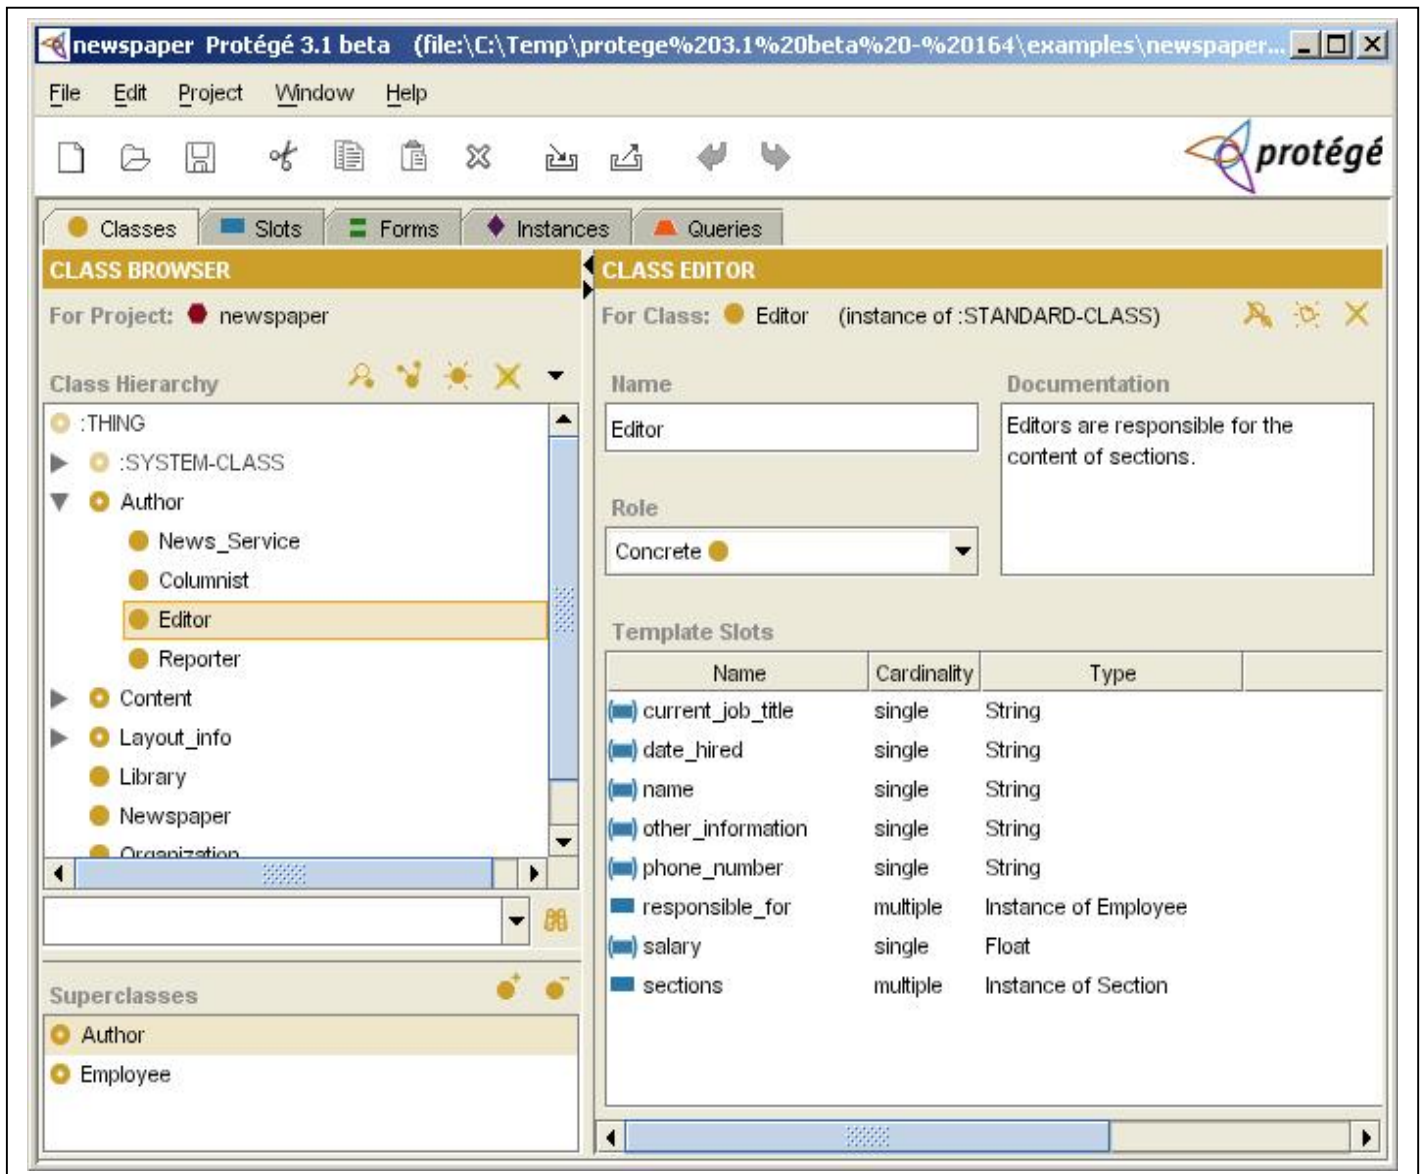 newspaper Protégé 3.1 beta (file:\C:\Temp\protege%203.1%20beta%20-%20164\examples\newspaper...
File Edit Project Window Help
protégé
Classes Slots Forms Instances Queries
CLASS BROWSER
For Project: newspaper
Class Hierarchy
:THING
:SYSTEM-CLASS
Author
News_Service
Columnist
Editor
Reporter
Content
Layout_info
Library
Newspaper
Organization
Superclasses
Author
Employee
CLASS EDITOR
For Class: Editor (instance of :STANDARD-CLASS)
Name
Editor
Role
Concrete
Documentation
Editors are responsible for the
content of sections.
Template Slots
Name Cardinality Type
current_job_title single String
date_hired single String
name single String
other_information single String
phone_number single String
responsible_for multiple Instance of Employee
salary single Float
sections multiple Instance of Section